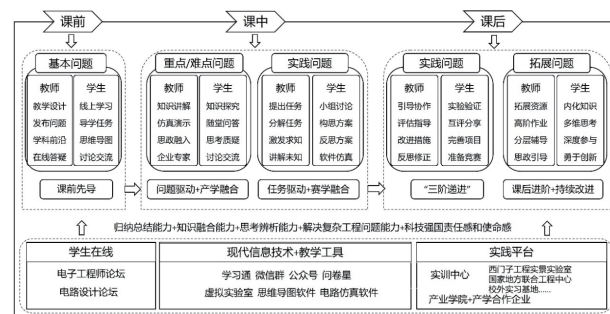 课前 课中 课后
基本问题 重点/难点问题 实践问题 实践问题 拓展问题
教师 学生 教师 学生 教师 学生 教师 学生 教师 学生
教学设计 线上学习 知识讲解 知识探究 提出任务 小组讨论 引导协作 实验验证 拓展资源 内化知识
发布问题 导学任务 仿真演示 随堂问答 分解任务 构思方案 评估指导 互评分享 高阶作业 多维思考
学科前沿 思维导图 思政融入 思考质疑 激发求知 反思方案 改进措施 完善项目 分层辅导 深度参与
在线答疑 讨论交流 企业专家 讨论交流 讲解未知 软件仿真 反思修正 准备竞赛 思政引导 勇于创新
课前先导 问题驱动+产学融合 任务驱动+赛学融合 “三阶递进” 课后进阶+持续改进
归纳总结能力+知识融合能力+思考辨析能力+解决复杂工程问题能力+科技强国责任感和使命感
学生在线 现代信息技术+教学工具 实践平台
电子工程师论坛 学习通 微信群 公众号 问卷星 实训中心 西门子工程实景实验室
国家地方联合工程中心
电路设计论坛 虚拟实验室 思维导图软件 电路仿真软件 校外实习基地......
产业学院+产学合作企业